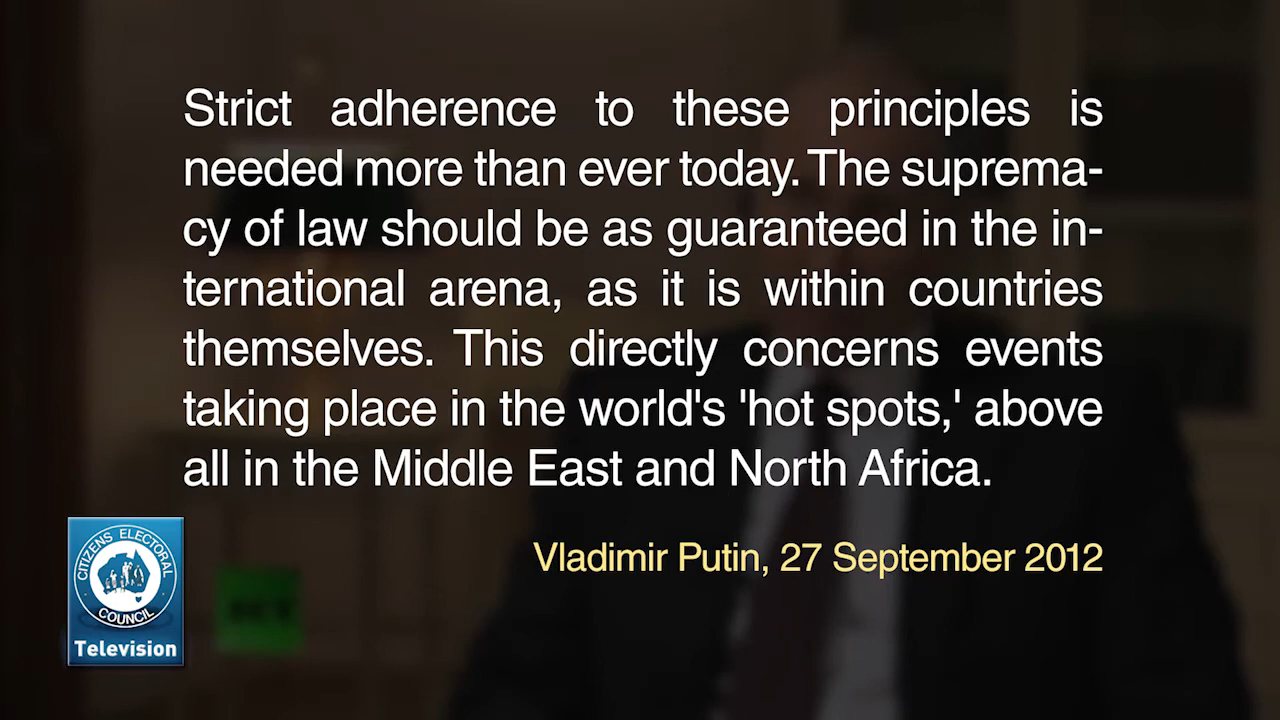 Strict adherence to these principles is
needed more than ever today. The suprema-
cy of law should be as guaranteed in the in-
ternational arena, as it is within countries
themselves. This directly concerns events
taking place in the world's 'hot spots,' above
all in the Middle East and North Africa.
Vladimir Putin, 27 September 2012
CITIZENS ELECTORAL
COUNCIL
Television